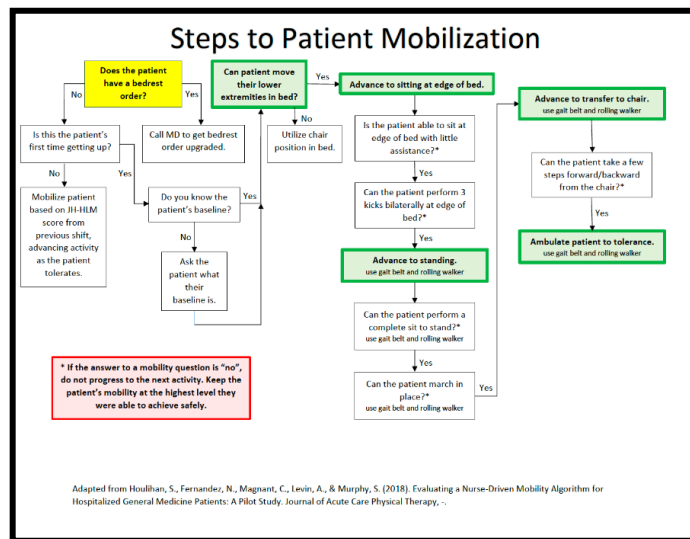 Steps to Patient Mobilization
Does the patient
have a bedrest
order?
No
Yes
Is this the patient's
first time getting up?
Call MD to get bedrest
order upgraded.
No
Yes
Mobilize patient
based on JH-HLM
score from
previous shift,
advancing activity
as the patient
tolerates.
Do you know the
patient's baseline?
Yes
No
Ask the
patient what
their
baseline is.
Can patient move
their lower
extremities in bed?
Yes
No
Utilize chair
position in bed.
Advance to sitting at edge of bed.
Is the patient able to sit at
edge of bed with little
assistance?*
Yes
Can the patient perform 3
kicks bilaterally at edge of
bed?*
Yes
Advance to standing.
use gait belt and rolling walker
Can the patient perform a
complete sit to stand?*
use gait belt and rolling walker
Yes
Can the patient march in
place?*
use gait belt and rolling walker
Yes
Advance to transfer to chair.
use gait belt and rolling walker
Can the patient take a few
steps forward/backward
from the chair?*
Yes
Ambulate patient to tolerance.
use gait belt and rolling walker
* If the answer to a mobility question is "no",
do not progress to the next activity. Keep the
patient's mobility at the highest level they
were able to achieve safely.
Adapted from Houlihan, S., Fernandez, N., Magnant, C., Levin, A., & Murphy, S. (2018). Evaluating a Nurse-Driven Mobility Algorithm for
Hospitalized General Medicine Patients: A Pilot Study. Journal of Acute Care Physical Therapy, -.